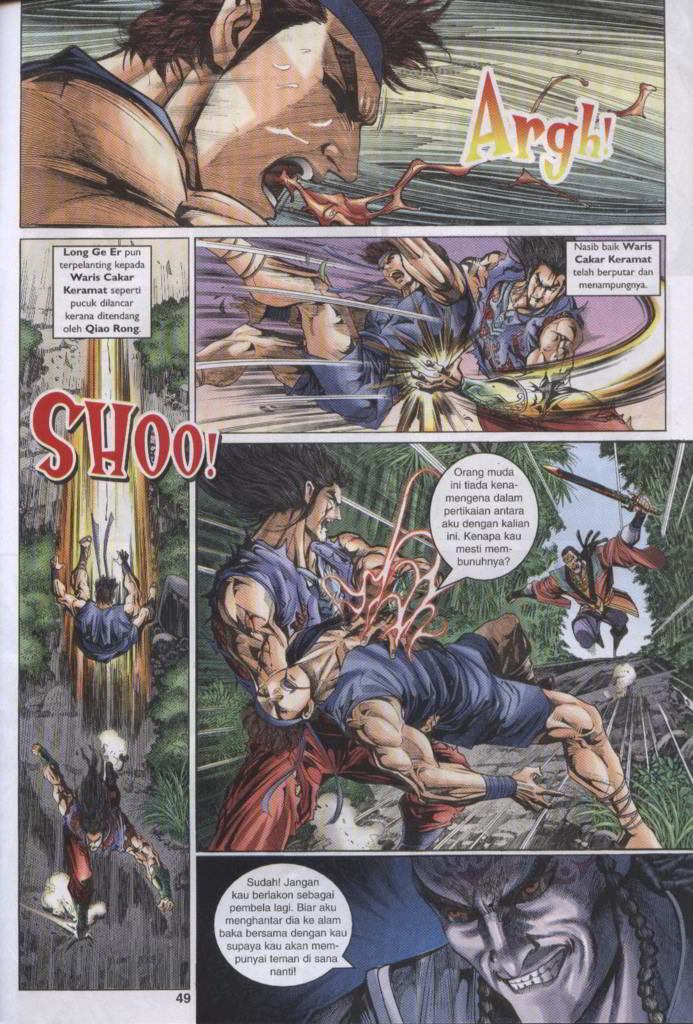 Argh!
Long Ge Er pun
terpelanting kepada
Waris Cakar
Keramat seperti
pucuk dilancar
kerana ditendang
oleh Qiao Rong.
Nasib baik Waris
Cakar Keramat
telah berputar dan
menampungnya.
SHOO!
Orang muda
ini tiada kena-
mengena dalam
pertikaian antara
aku dengan kalian
ini. Kenapa kau
mesti mem-
bunuhnya?
Sudah! Jangan
kau berlakon sebagai
pembela lagi. Biar aku
menghantar dia ke alam
baka bersama dengan kau
supaya kau akan mem-
punyai teman di sana
nanti!
49